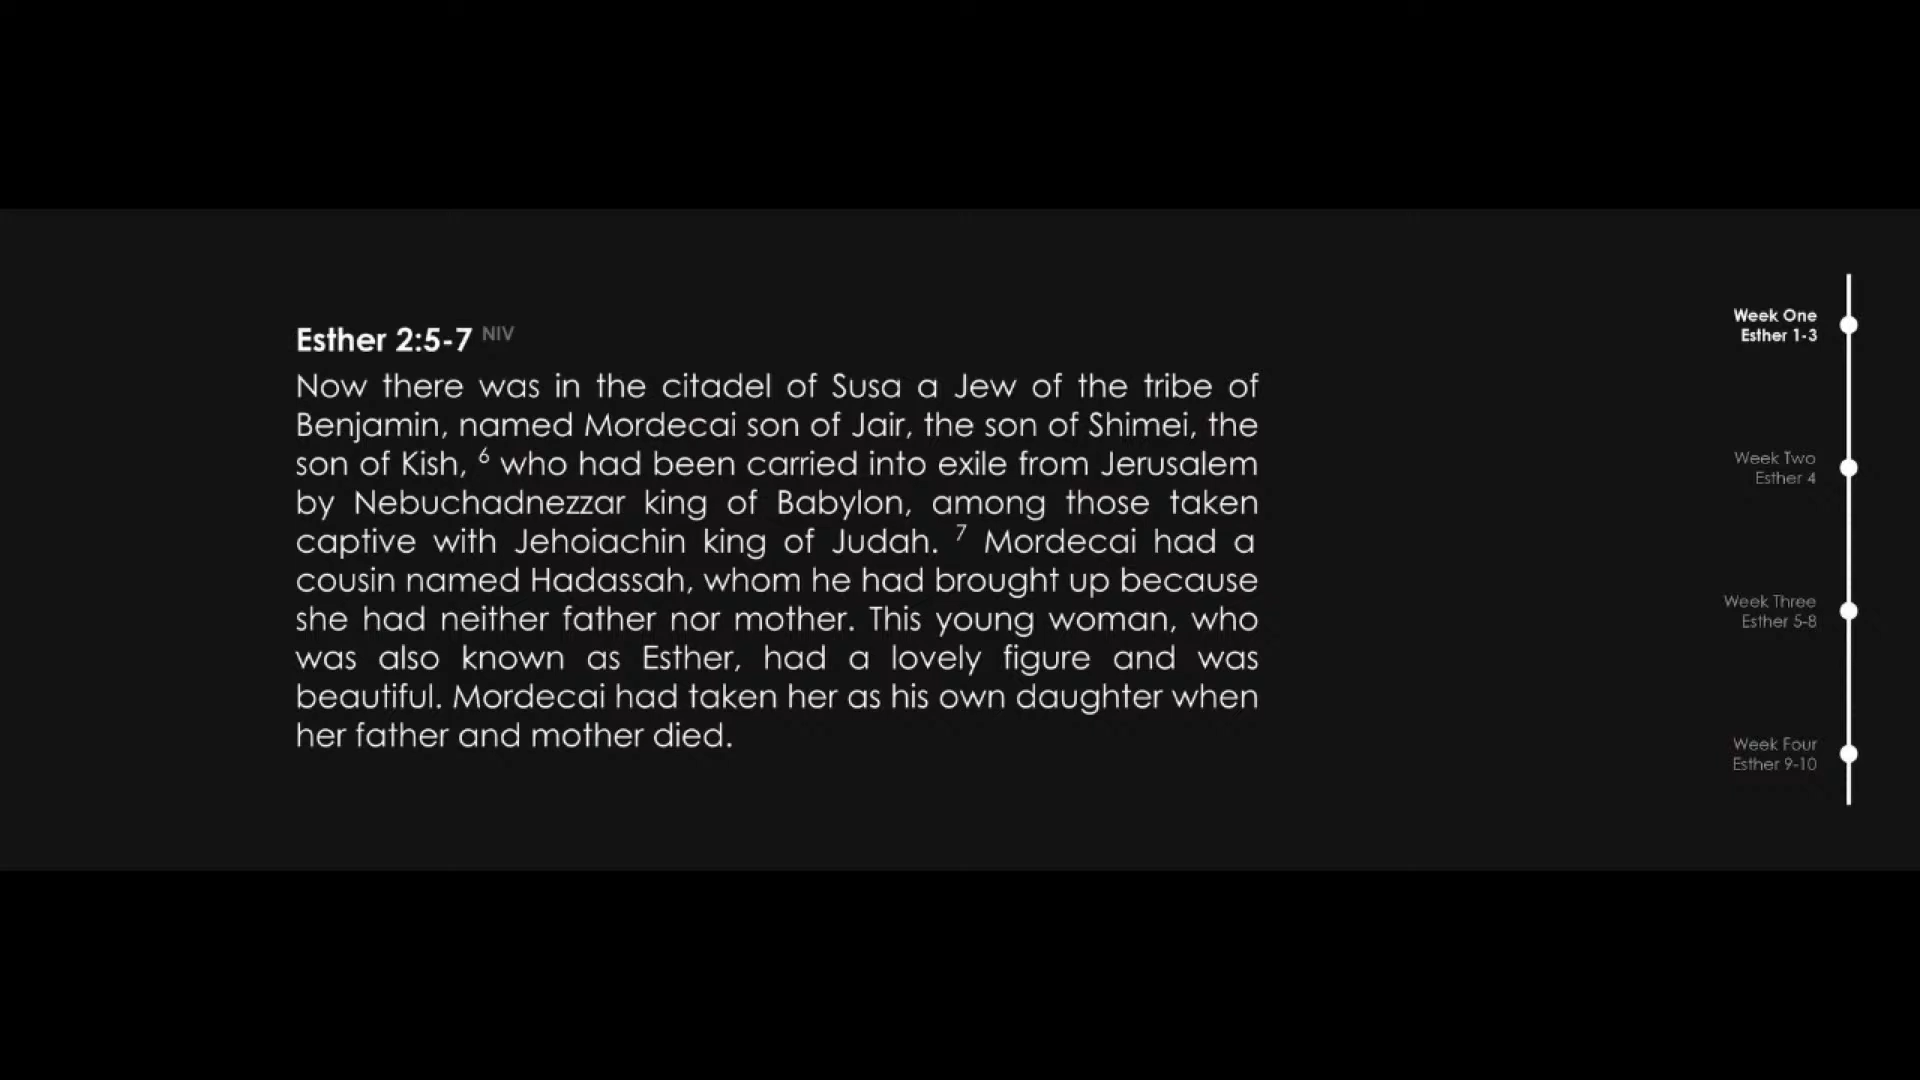 Esther 2:5-7 NIV
Now there was in the citadel of Susa a Jew of the tribe of
Benjamin, named Mordecai son of Jair, the son of Shimei, the
son of Kish, 6 who had been carried into exile from Jerusalem
by Nebuchadnezzar king of Babylon, among those taken
captive with Jehoiachin king of Judah. 7 Mordecai had a
cousin named Hadassah, whom he had brought up because
she had neither father nor mother. This young woman, who
was also known as Esther, had a lovely figure and was
beautiful. Mordecai had taken her as his own daughter when
her father and mother died.
Week One
Esther 1-3
Week Two
Esther 4
Week Three
Esther 5-8
Week Four
Esther 9-10